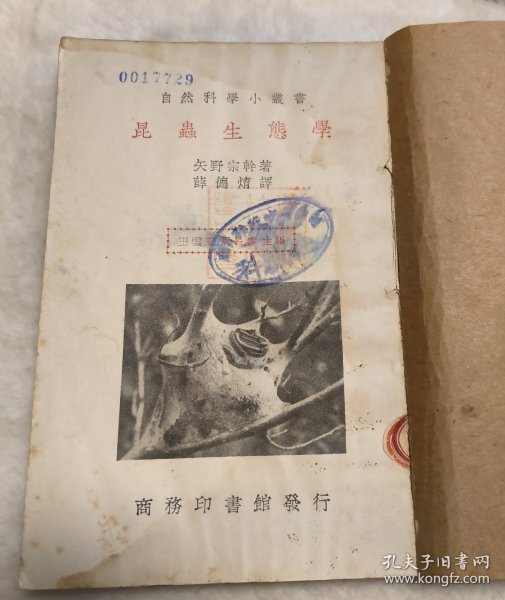 0017729
自然科學小叢書
昆蟲生態學
矢野宗幹著
薛德焴譯
商務印書館發行
孔夫子旧书网
www.kongfz.com